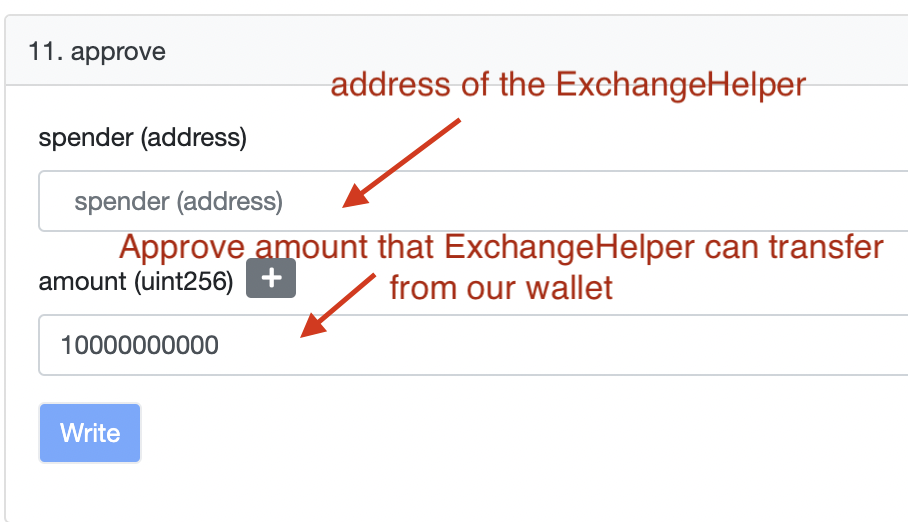 11. approve
address of the ExchangeHelper
spender (address)
spender (address)
Approve amount that ExchangeHelper can transfer
from our wallet
amount (uint256) +
10000000000
Write